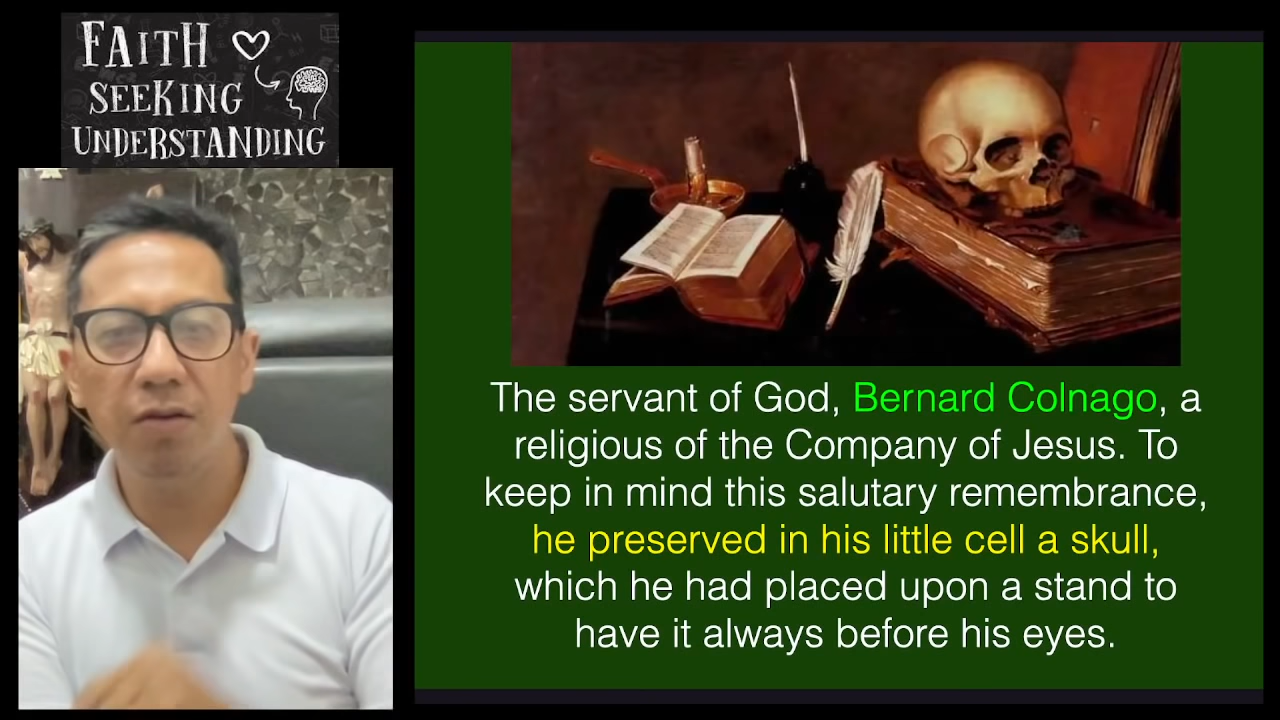 FAITH
SEEKING
UNDERSTANDING
The servant of God, Bernard Colnago, a
religious of the Company of Jesus. To
keep in mind this salutary remembrance,
he preserved in his little cell a skull,
which he had placed upon a stand to
have it always before his eyes.